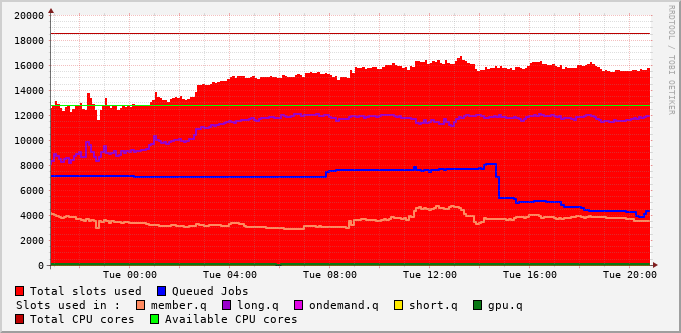 20000
18000
16000
14000
12000
10000
8000
6000
4000
2000
0
Tue 00:00 Tue 04:00 Tue 08:00 Tue 12:00 Tue 16:00 Tue 20:00
RRDTOOL / TOBI OETIKER
Total slots used Queued Jobs
Slots used in : member.q long.q ondemand.q short.q gpu.q
Total CPU cores Available CPU cores